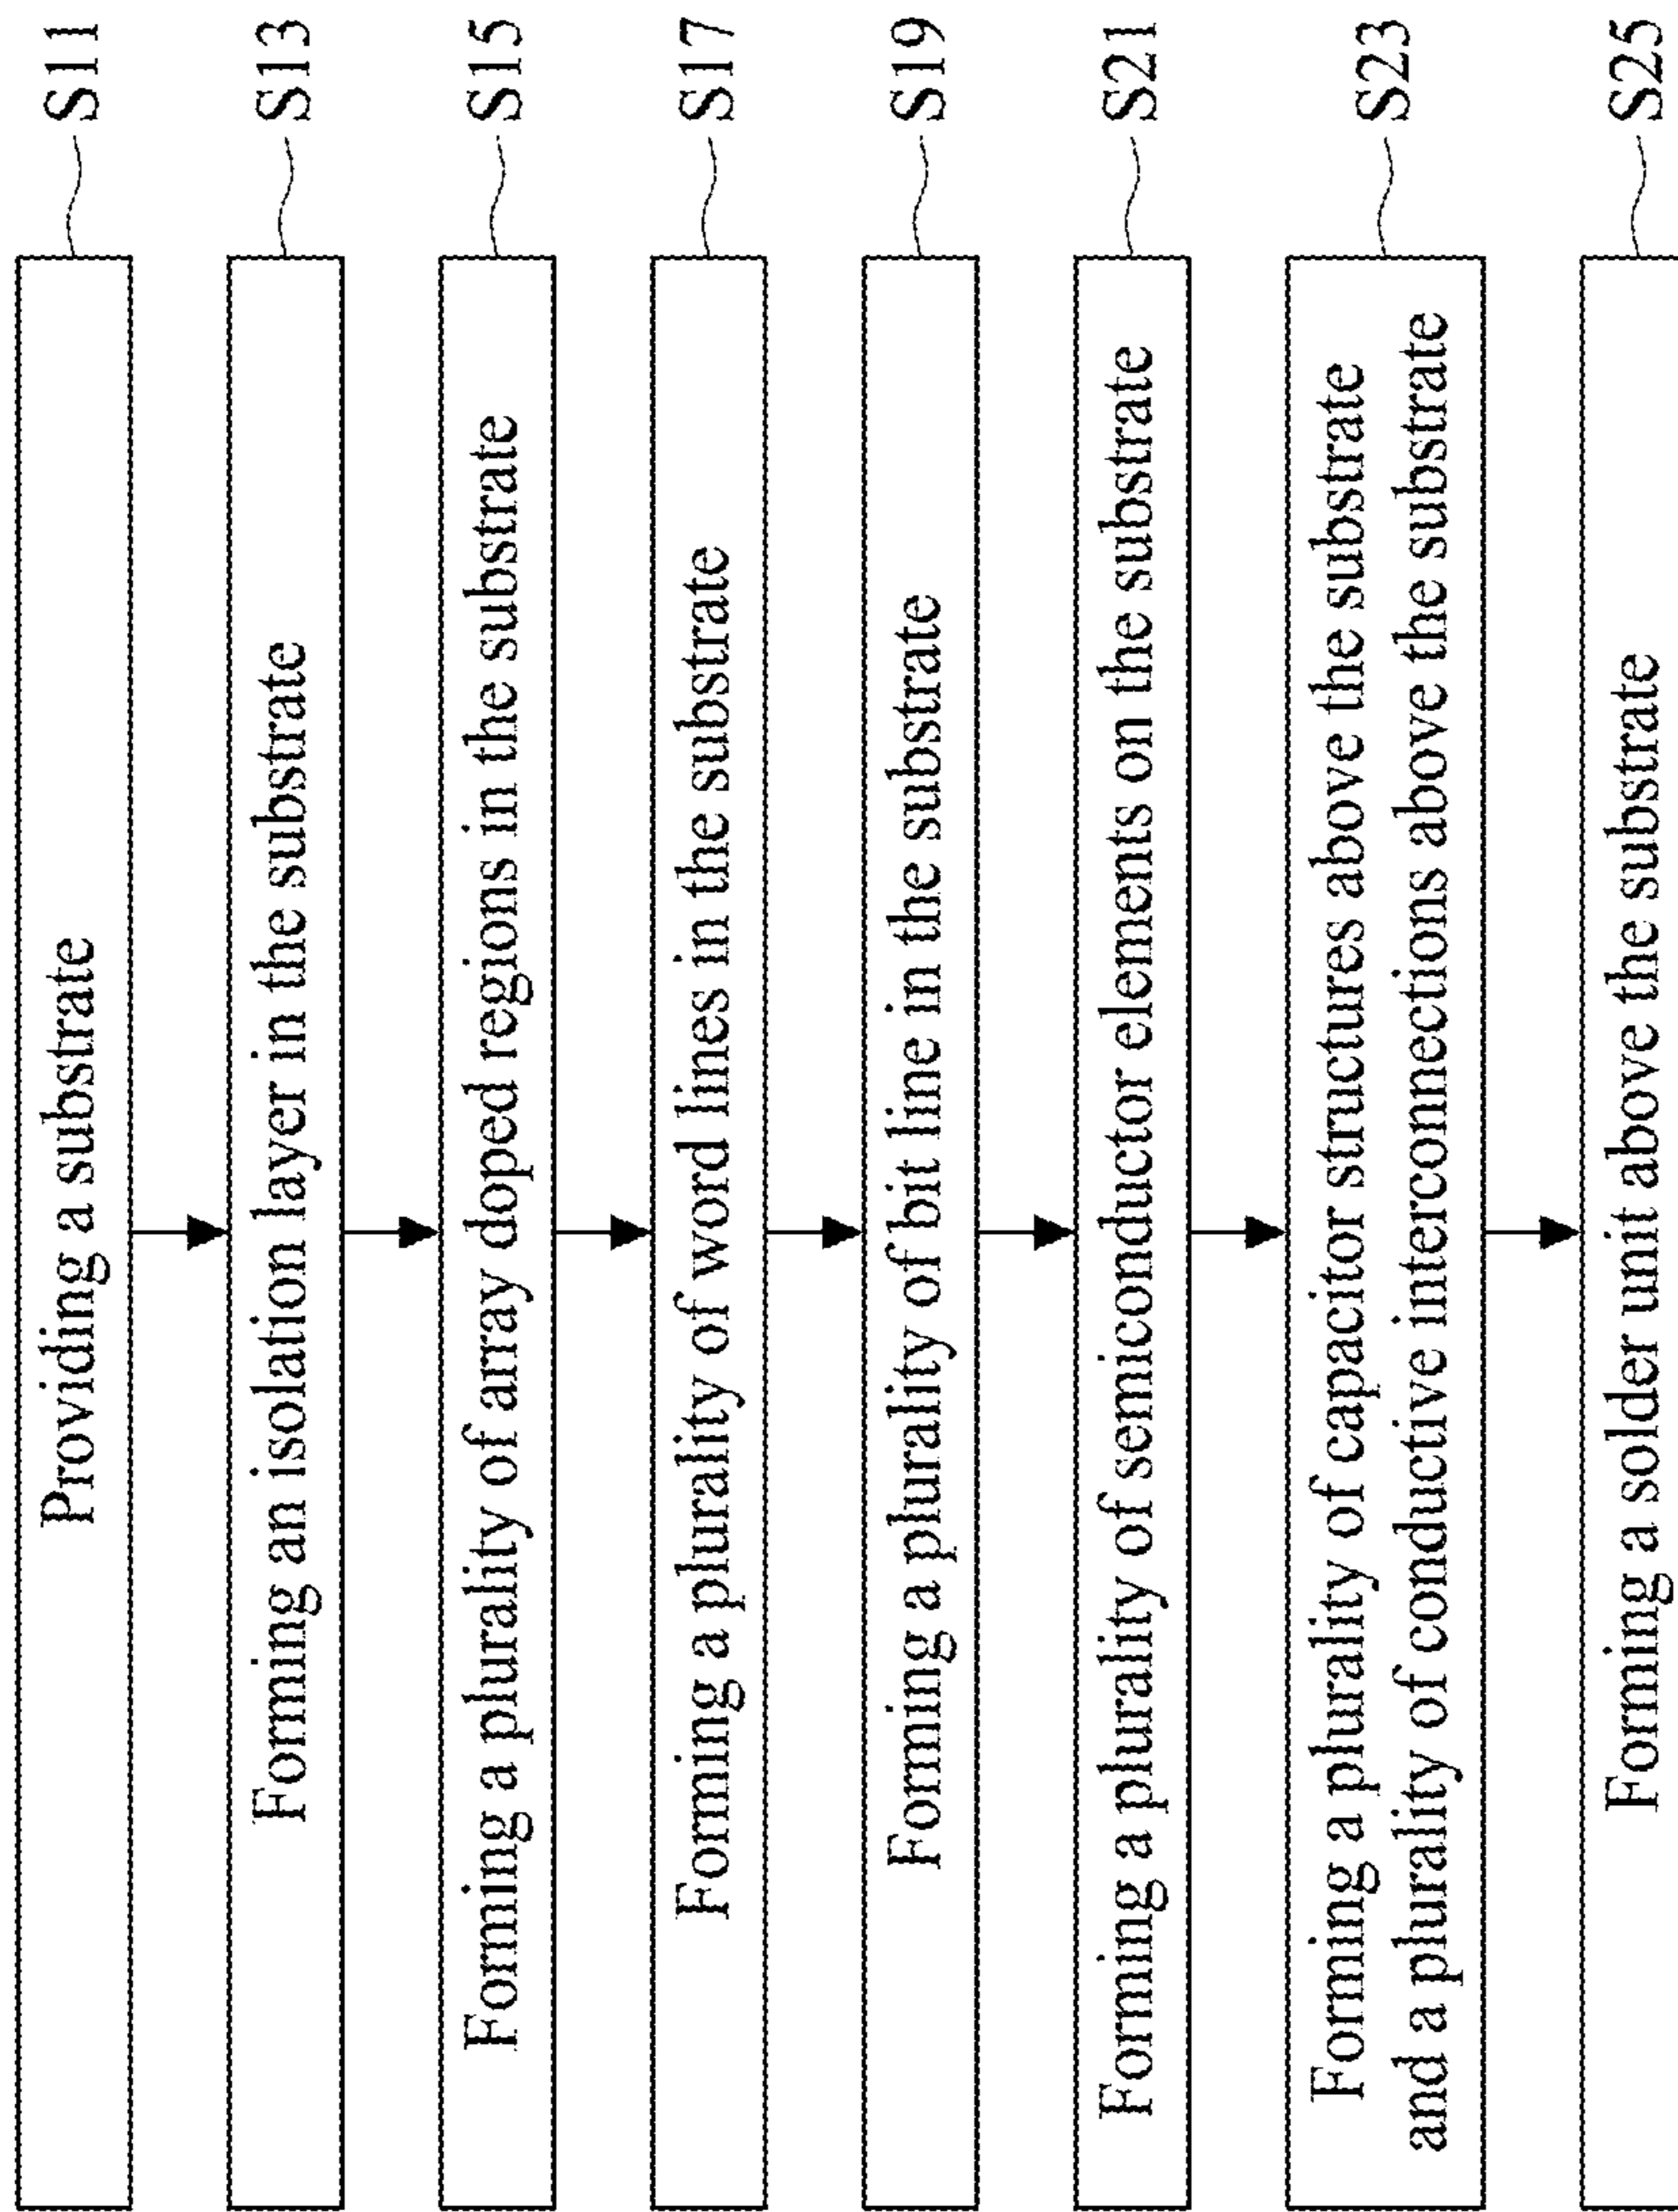 Providing a substrate
S11
Forming an isolation layer in the substrate
S13
Forming a plurality of array doped regions in the substrate
S15
Forming a plurality of word lines in the substrate
S17
Forming a plurality of bit line in the substrate
S19
Forming a plurality of semiconductor elements on the substrate
S21
Forming a plurality of capacitor structures above the substrate
and a plurality of conductive interconnections above the substrate
S23
Forming a solder unit above the substrate
S25